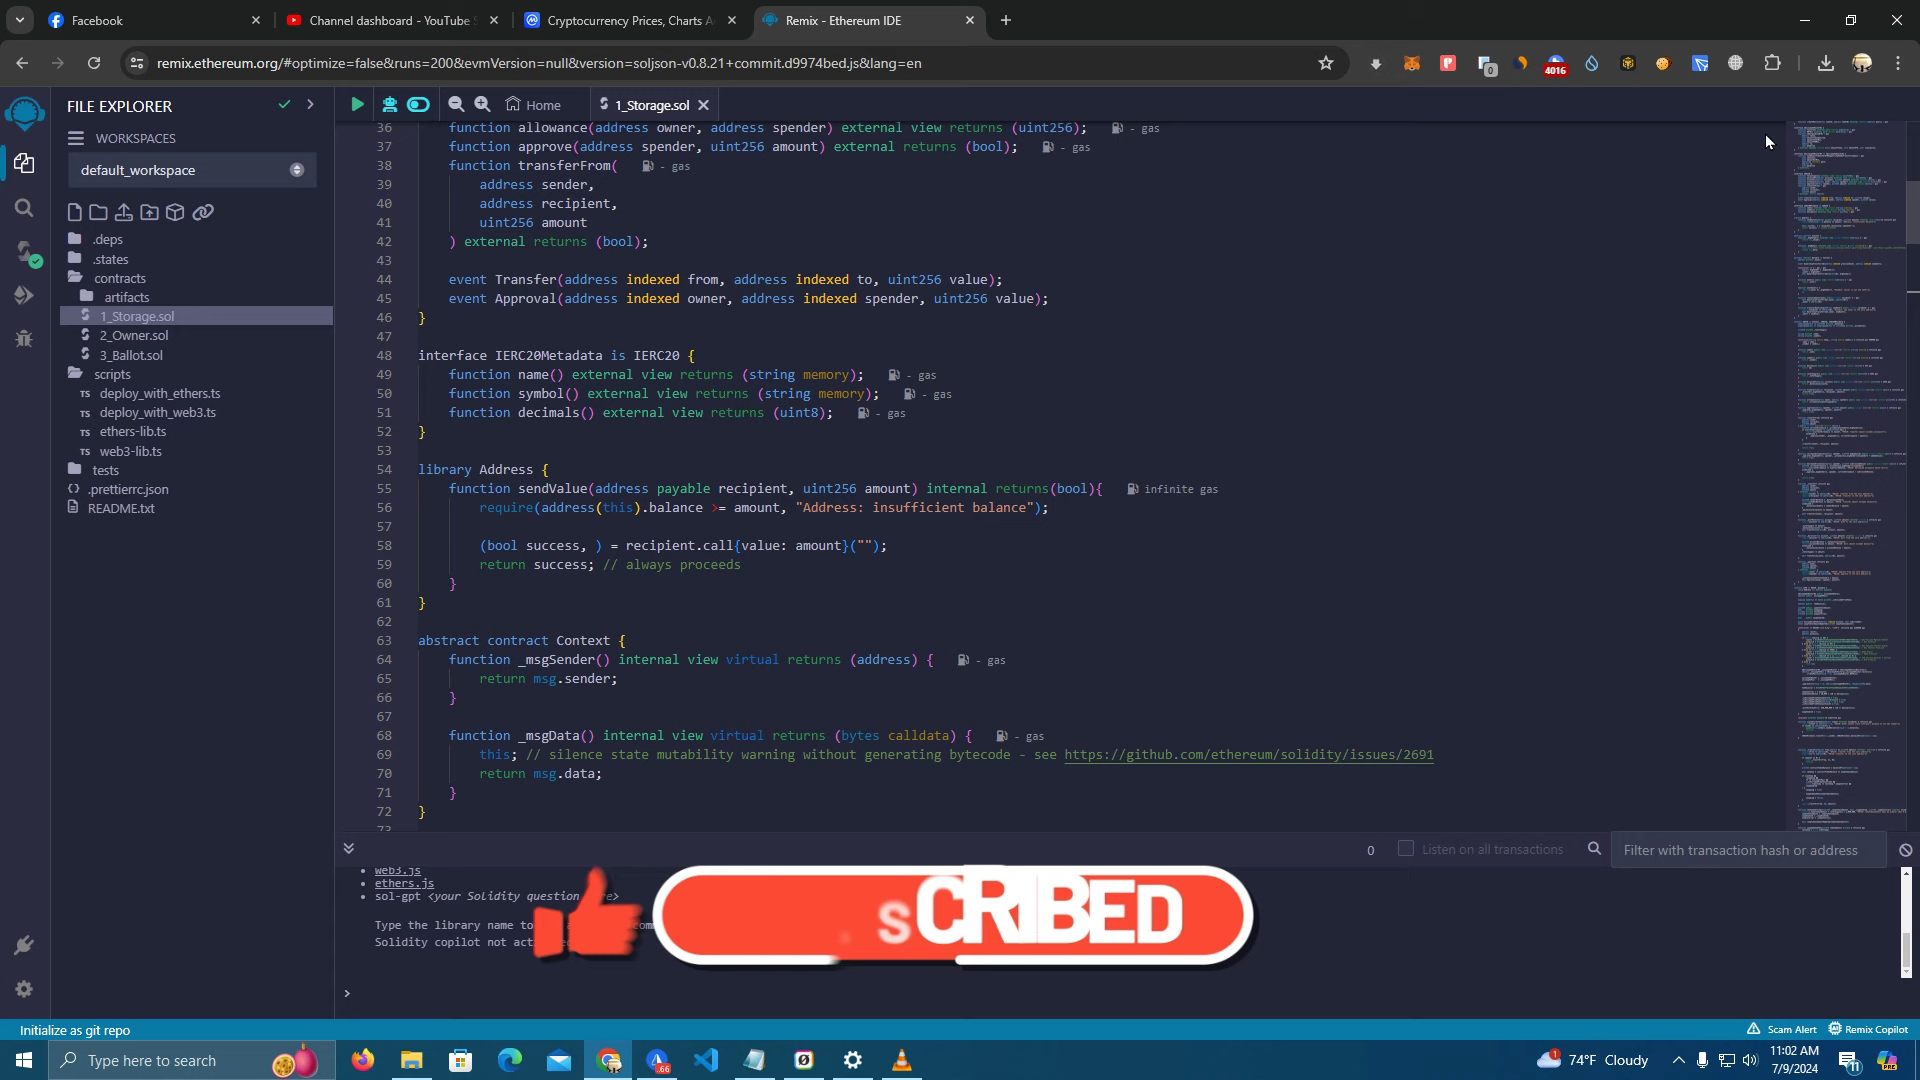 Facebook
Channel dashboard - YouTube S
Cryptocurrency Prices, Charts A
Remix - Ethereum IDE
remix.ethereum.org/#optimize=false&runs=200&evmVersion=null&version=soljson-v0.8.21+commit.d9974bed.js&lang=en
0
4016
FILE EXPLORER
Home
1_Storage.sol
WORKSPACES
default_workspace
.deps
.states
contracts
artifacts
1_Storage.sol
2_Owner.sol
3_Ballot.sol
scripts
TS deploy_with_ethers.ts
TS deploy_with_web3.ts
TS ethers-lib.ts
TS web3-lib.ts
tests
{} .prettierrc.json
README.txt
36 function allowance(address owner, address spender) external view returns (uint256); - gas
37 function approve(address spender, uint256 amount) external returns (bool); - gas
38 function transferFrom( - gas
39 address sender,
40 address recipient,
41 uint256 amount
42 ) external returns (bool);
43
44 event Transfer(address indexed from, address indexed to, uint256 value);
45 event Approval(address indexed owner, address indexed spender, uint256 value);
46 }
47
48 interface IERC20Metadata is IERC20 {
49 function name() external view returns (string memory); - gas
50 function symbol() external view returns (string memory); - gas
51 function decimals() external view returns (uint8); - gas
52 }
53
54 library Address {
55 function sendValue(address payable recipient, uint256 amount) internal returns(bool){ infinite gas
56 require(address(this).balance >= amount, "Address: insufficient balance");
57
58 (bool success, ) = recipient.call{value: amount}("");
59 return success; // always proceeds
60 }
61 }
62
63 abstract contract Context {
64 function _msgSender() internal view virtual returns (address) { - gas
65 return msg.sender;
66 }
67
68 function _msgData() internal view virtual returns (bytes calldata) { - gas
69 this; // silence state mutability warning without generating bytecode - see https://github.com/ethereum/solidity/issues/2691
70 return msg.data;
71 }
72 }
73
0
Listen on all transactions
Filter with transaction hash or address
web3.js
ethers.js
sol-gpt <your Solidity question
Type the library name to
Solidity copilot not
SCRIBED
>
Initialize as git repo
Scam Alert
Remix Copilot
Type here to search
.66
1
74°F Cloudy
11:02 AM
7/9/2024
11
PRE